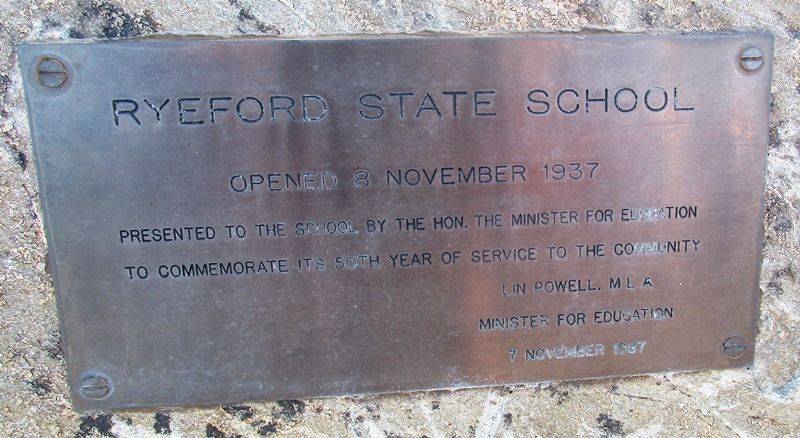 RYEFORD STATE SCHOOL
OPENED 8 NOVEMBER 1937
PRESENTED TO THE SCHOOL BY THE HON. THE MINISTER FOR EDUCATION
TO COMMEMORATE ITS 50TH YEAR OF SERVICE TO THE COMMUNITY
LIN POWELL, M L A
MINISTER FOR EDUCATION
7 NOVEMBER 1987